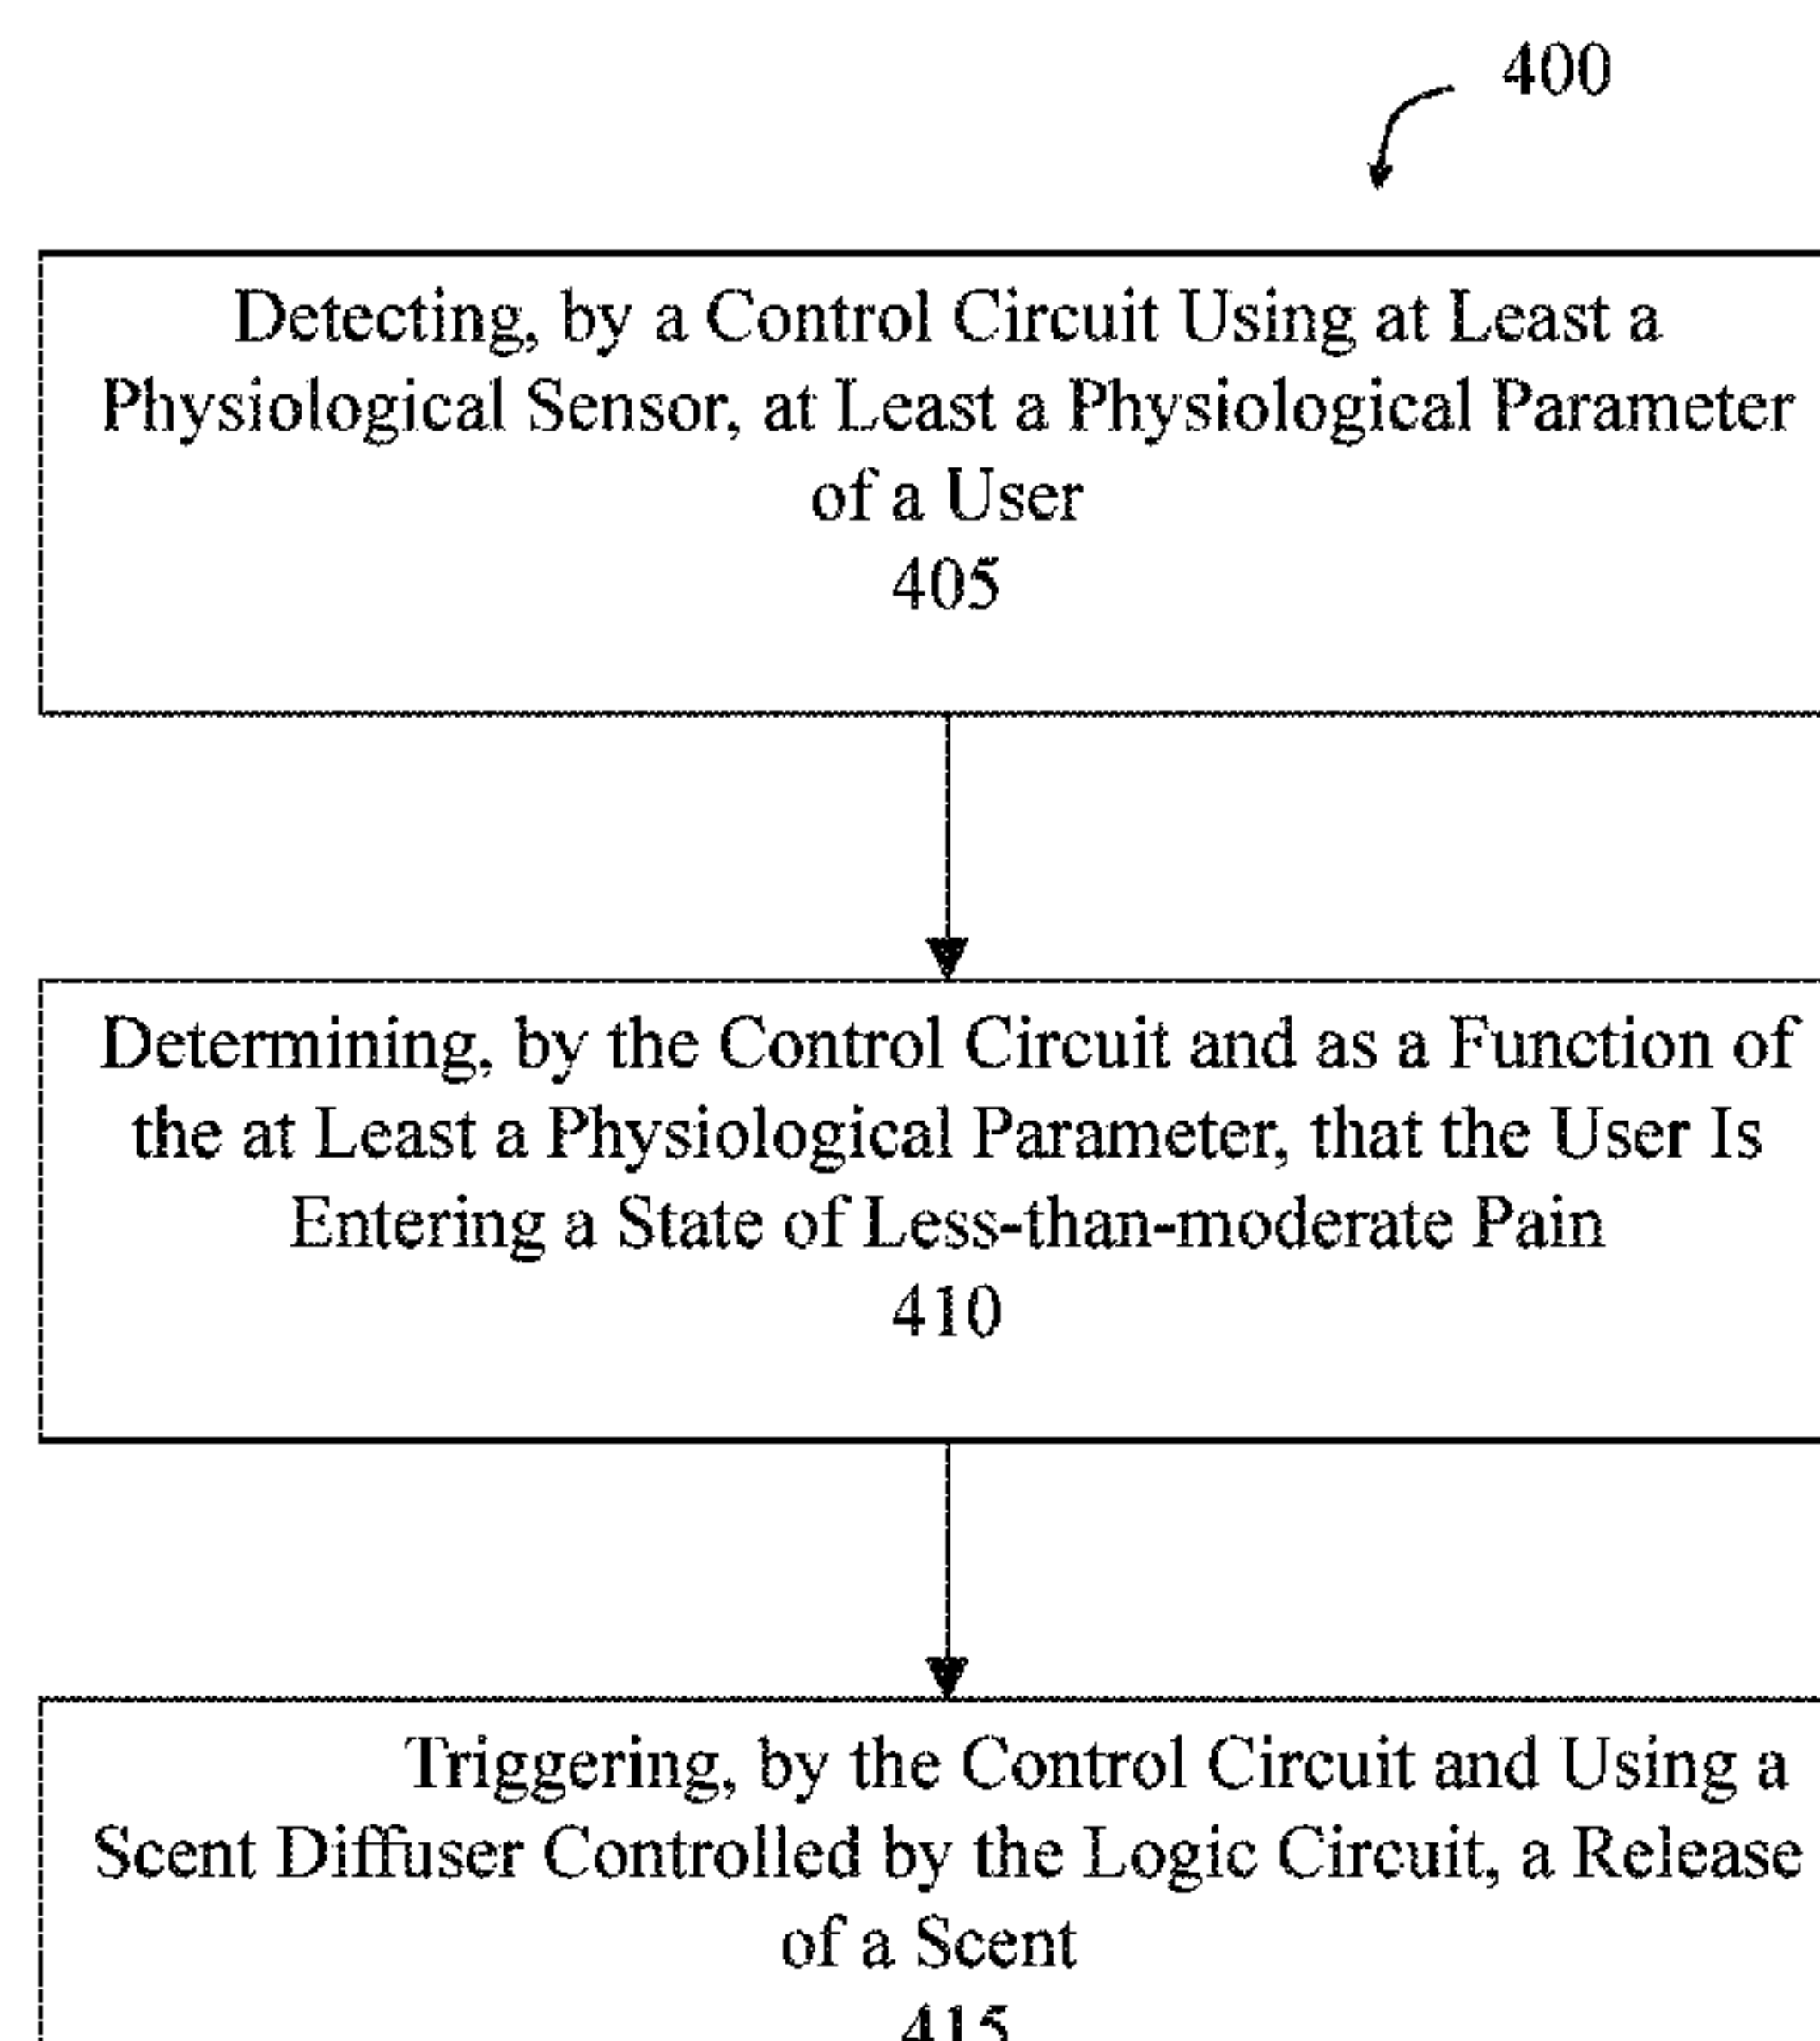 400
Detecting, by a Control Circuit Using at Least a
Physiological Sensor, at Least a Physiological Parameter
of a User
405
Determining, by the Control Circuit and as a Function of
the at Least a Physiological Parameter, that the User Is
Entering a State of Less-than-moderate Pain
410
Triggering, by the Control Circuit and Using a
Scent Diffuser Controlled by the Logic Circuit, a Release
of a Scent
415